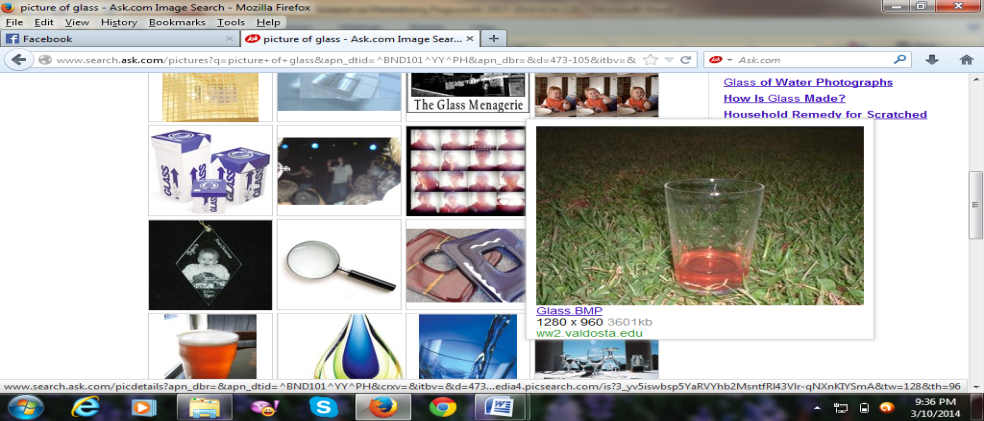 picture of glass - Ask.com Image Search - Mozilla Firefox
File Edit View History Bookmarks Tools Help
Facebook
picture of glass - Ask.com Image Sear...
www.search.ask.com/pictures?q=picture+of+glass&apn_dtid=^BND101^YY^PH&apn_dbr=&d=473-105&itbv=&
Ask.com
The Glass Menagerie
Glass of Water Photographs
How Is Glass Made?
Household Remedy for Scratched
GLASS
GLASS
GLASS
Glass.BMP
1280 x 960 3601kb
ww2.valdosta.edu
www.search.ask.com/picdetails?apn_dbr=&apn_dtid=^BND101^YY^PH&crxv=&itbv=&d=473...edia4.picsearch.com/is?3_yv5iswbsp5YaRVYhb2MsntfRl43Vlr-qNXnKIYSmA&tw=128&th=96
9:36 PM
3/10/2014